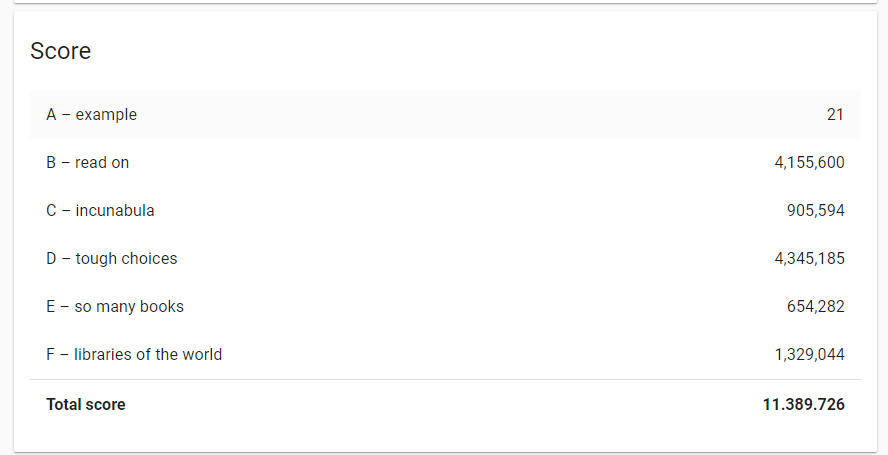 Score
A – example 21
B – read on 4,155,600
C – incunabula 905,594
D – tough choices 4,345,185
E – so many books 654,282
F – libraries of the world 1,329,044
Total score 11.389.726